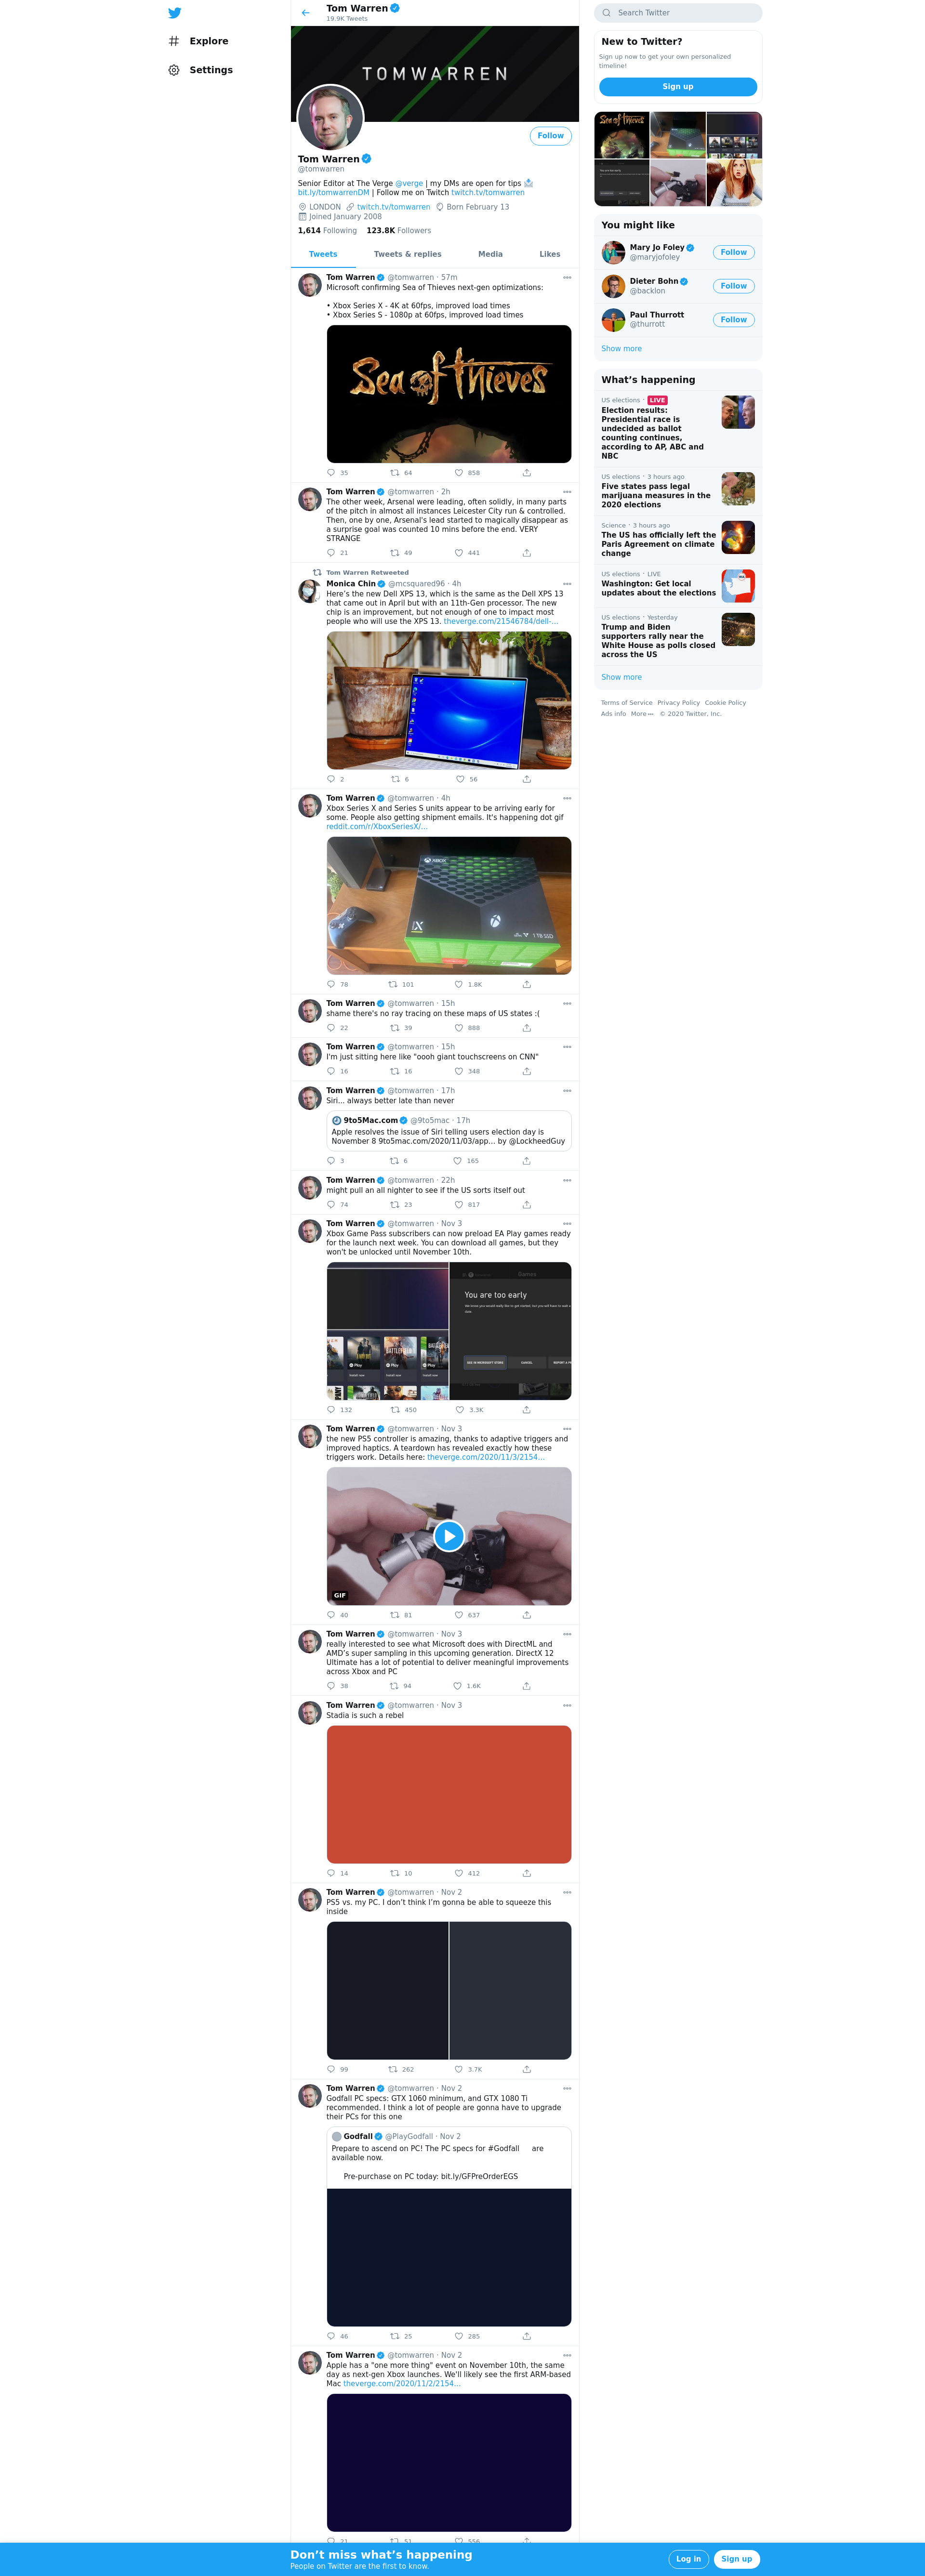 Explore
Settings
Tom Warren
19.9K Tweets
TOMWARREN
Follow
Tom Warren
@tomwarren
Senior Editor at The Verge @verge | my DMs are open for tips
bit.ly/tomwarrenDM | Follow me on Twitch twitch.tv/tomwarren
LONDON twitch.tv/tomwarren Born February 13
Joined January 2008
1,614 Following 123.8K Followers
Tweets Tweets & replies Media Likes
Tom Warren @tomwarren · 57m
Microsoft confirming Sea of Thieves next-gen optimizations:
• Xbox Series X - 4K at 60fps, improved load times
• Xbox Series S - 1080p at 60fps, improved load times
Sea of Thieves
35 64 858
Tom Warren @tomwarren · 2h
The other week, Arsenal were leading, often solidly, in many parts
of the pitch in almost all instances Leicester City run & controlled.
Then, one by one, Arsenal's lead started to magically disappear as
a surprise goal was counted 10 mins before the end. VERY
STRANGE
21 49 441
Tom Warren Retweeted
Monica Chin @mcsquared96 · 4h
Here's the new Dell XPS 13, which is the same as the Dell XPS 13
that came out in April but with an 11th-Gen processor. The new
chip is an improvement, but not enough of one to impact most
people who will use the XPS 13. theverge.com/21546784/dell-…
2 6 56
Tom Warren @tomwarren · 4h
Xbox Series X and Series S units appear to be arriving early for
some. People also getting shipment emails. It's happening dot gif
reddit.com/r/XboxSeriesX/…
XBOX
X
1 TB SSD
78 101 1.8K
Tom Warren @tomwarren · 15h
shame there's no ray tracing on these maps of US states :(
22 39 888
Tom Warren @tomwarren · 15h
I'm just sitting here like "oooh giant touchscreens on CNN"
16 16 348
Tom Warren @tomwarren · 17h
Siri... always better late than never
9to5Mac.com @9to5mac · 17h
Apple resolves the issue of Siri telling users election day is
November 8 9to5mac.com/2020/11/03/app… by @LockheedGuy
3 6 165
Tom Warren @tomwarren · 22h
might pull an all nighter to see if the US sorts itself out
74 23 817
Tom Warren @tomwarren · Nov 3
Xbox Game Pass subscribers can now preload EA Play games ready
for the launch next week. You can download all games, but they
won't be unlocked until November 10th.
Games
You are too early
Play Play Play Play
SEE IN MICROSOFT STORE CANCEL
132 450 3.3K
Tom Warren @tomwarren · Nov 3
the new PS5 controller is amazing, thanks to adaptive triggers and
improved haptics. A teardown has revealed exactly how these
triggers work. Details here: theverge.com/2020/11/3/2154…
GIF
40 81 637
Tom Warren @tomwarren · Nov 3
really interested to see what Microsoft does with DirectML and
AMD's super sampling in this upcoming generation. DirectX 12
Ultimate has a lot of potential to deliver meaningful improvements
across Xbox and PC
38 94 1.6K
Tom Warren @tomwarren · Nov 3
Stadia is such a rebel
14 10 412
Tom Warren @tomwarren · Nov 2
PS5 vs. my PC. I don't think I'm gonna be able to squeeze this
inside
99 262 3.7K
Tom Warren @tomwarren · Nov 2
Godfall PC specs: GTX 1060 minimum, and GTX 1080 Ti
recommended. I think a lot of people are gonna have to upgrade
their PCs for this one
Godfall @PlayGodfall · Nov 2
Prepare to ascend on PC! The PC specs for #Godfall are
available now.
Pre-purchase on PC today: bit.ly/GFPreOrderEGS
46 25 285
Tom Warren @tomwarren · Nov 2
Apple has a "one more thing" event on November 10th, the same
day as next-gen Xbox launches. We'll likely see the first ARM-based
Mac theverge.com/2020/11/2/2154…
21 51 556
Search Twitter
New to Twitter?
Sign up now to get your own personalized
timeline!
Sign up
Sea of Thieves
You might like
Mary Jo Foley
@maryjofoley
Follow
Dieter Bohn
@backlon
Follow
Paul Thurrott
@thurrott
Follow
Show more
What's happening
US elections · LIVE
Election results:
Presidential race is
undecided as ballot
counting continues,
according to AP, ABC and
NBC
US elections · 3 hours ago
Five states pass legal
marijuana measures in the
2020 elections
Science · 3 hours ago
The US has officially left the
Paris Agreement on climate
change
US elections · LIVE
Washington: Get local
updates about the elections
US elections · Yesterday
Trump and Biden
supporters rally near the
White House as polls closed
across the US
Show more
Terms of Service Privacy Policy Cookie Policy
Ads info More © 2020 Twitter, Inc.
Don't miss what's happening
People on Twitter are the first to know.
Log in
Sign up